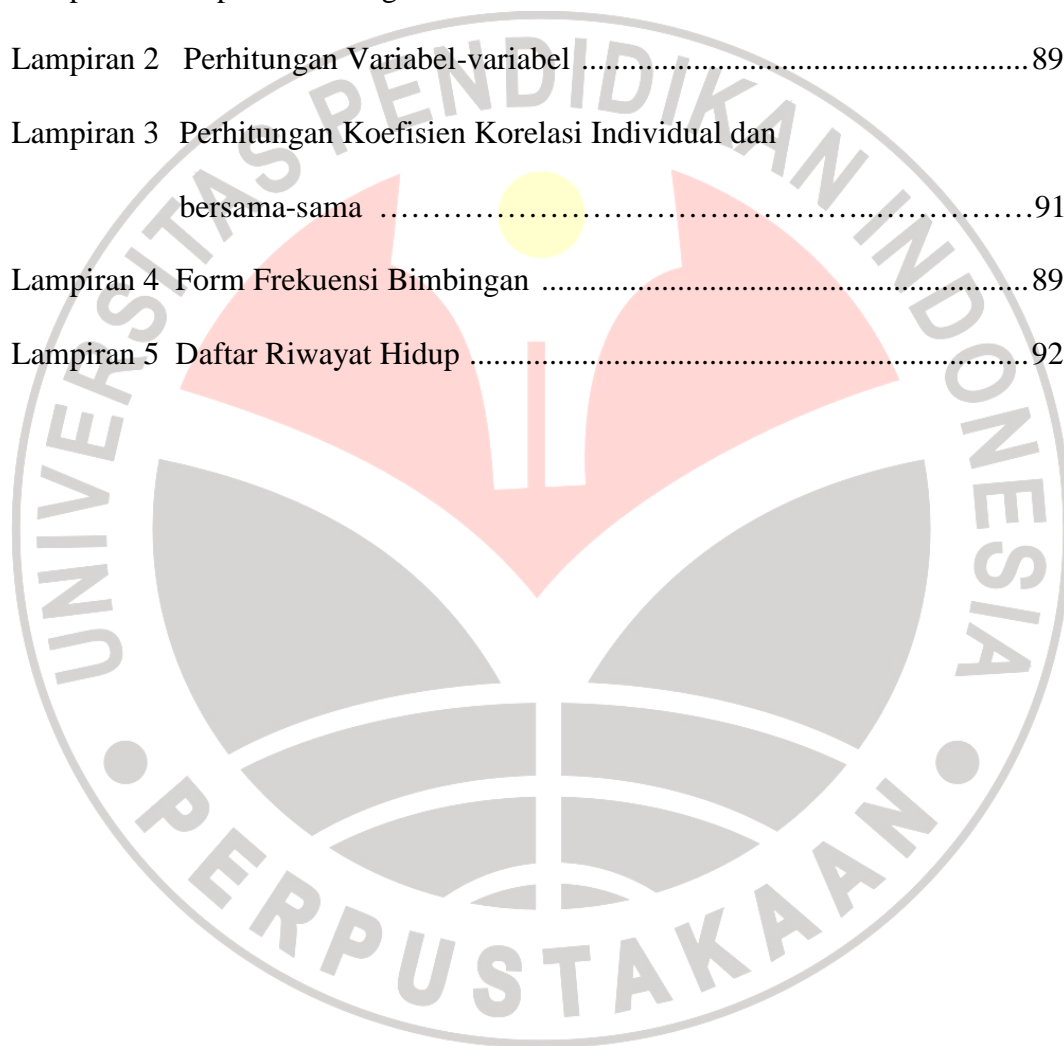 Lampiran 2 Perhitungan Variabel-variabel ......................................................... 89
Lampiran 3 Perhitungan Koefisien Korelasi Individual dan
bersama-sama ………………………………………..……………91
Lampiran 4 Form Frekuensi Bimbingan .............................................................. 89
Lampiran 5 Daftar Riwayat Hidup ....................................................................... 92
UNIVERSITAS PENDIDIKAN INDONESIA
PERPUSTAKAAN